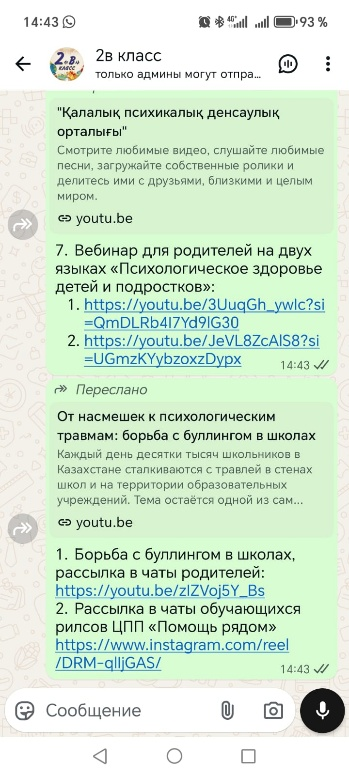 14:43
4G
93 %
2в класс
только админы могут отпра...
"Қалалық психикалық денсаулық
орталығы"
Смотрите любимые видео, слушайте любимые
песни, загружайте собственные ролики и
делитесь ими с друзьями, близкими и целым
миром.
youtu.be
7. Вебинар для родителей на двух
языках «Психологическое здоровье
детей и подростков»:
1. https://youtu.be/3UuqGh_ywIc?si
=QmDLRb4I7Yd9lG30
2. https://youtu.be/JeVL8ZcAlS8?si
=UGmzKYybzoxzDypx
14:43
Переслано
От насмешек к психологическим
травмам: борьба с буллингом в школах
Каждый день десятки тысяч школьников в
Казахстане сталкиваются с травлей в стенах
школ и на территории образовательных
учреждений. Тема остаётся одной из сам...
youtu.be
1. Борьба с буллингом в школах,
рассылка в чаты родителей:
https://youtu.be/zlZVoj5Y_Bs
2. Рассылка в чаты обучающихся
рилсов ЦПП «Помощь рядом»
https://www.instagram.com/reel
/DRM-qlljGAS/
14:43
Сообщение